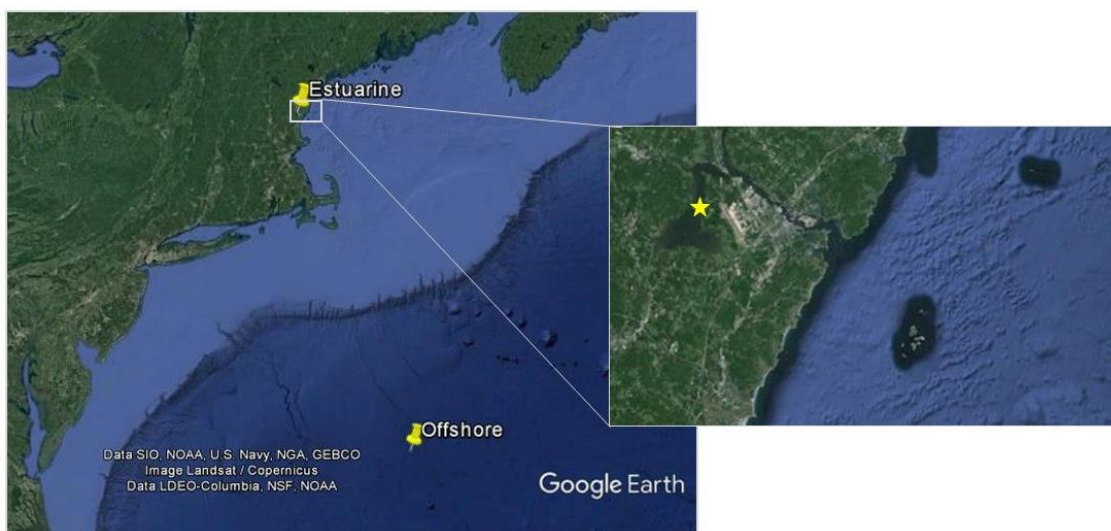 Estuarine
Offshore
Data SIO, NOAA, U.S. Navy, NGA, GEBCO
Image Landsat / Copernicus
Data LDEO-Columbia, NSF, NOAA
Google Earth